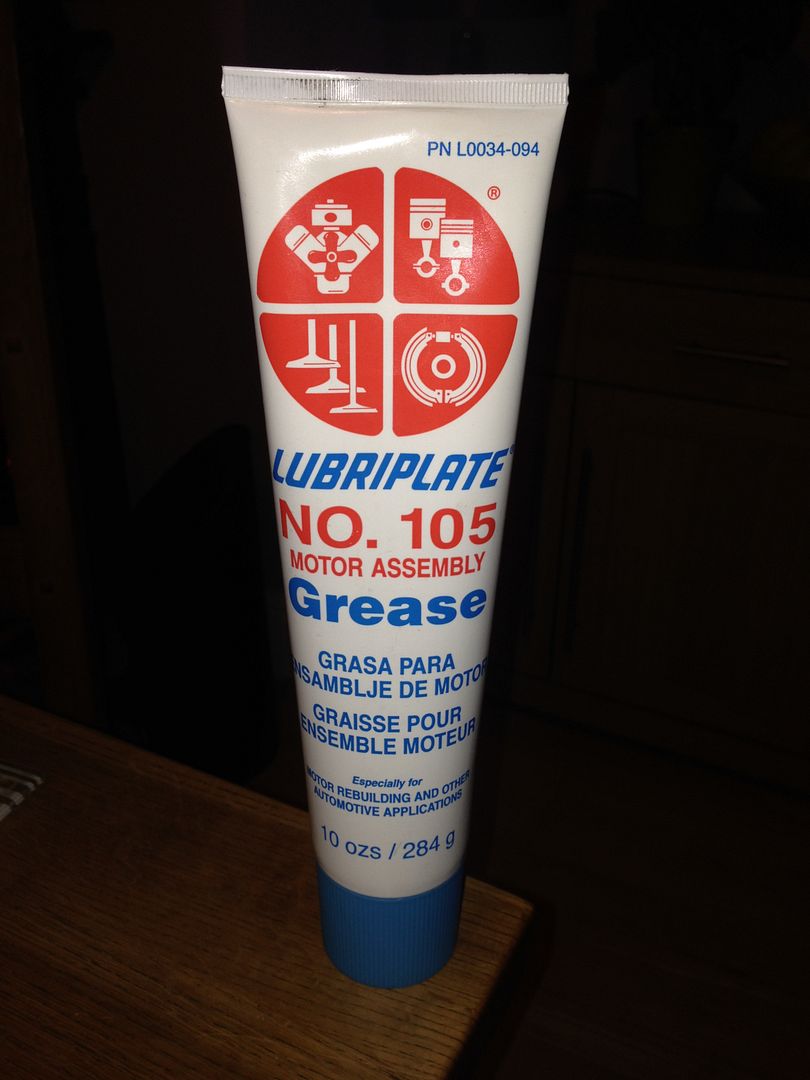 PN L0034-094
®
LUBRIPLATE®
NO. 105
MOTOR ASSEMBLY
Grease
GRASA PARA
NSAMBLJE DE MOTOR
GRAISSE POUR
ENSEMBLE MOTEUR
Especially for
MOTOR REBUILDING AND OTHER
AUTOMOTIVE APPLICATIONS
10 ozs / 284 g